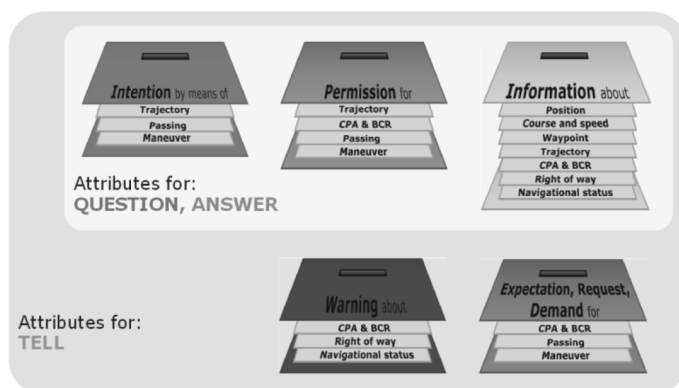 Intention by means of
Trajectory
Passing
Maneuver
Permission for
Trajectory
CPA & BCR
Passing
Maneuver
Information about
Position
Course and speed
Waypoint
Trajectory
CPA & BCR
Right of way
Navigational status
Attributes for:
QUESTION, ANSWER
Warning about
CPA & BCR
Right of way
Navigational status
Expectation, Request,
Demand for
CPA & BCR
Passing
Maneuver
Attributes for:
TELL